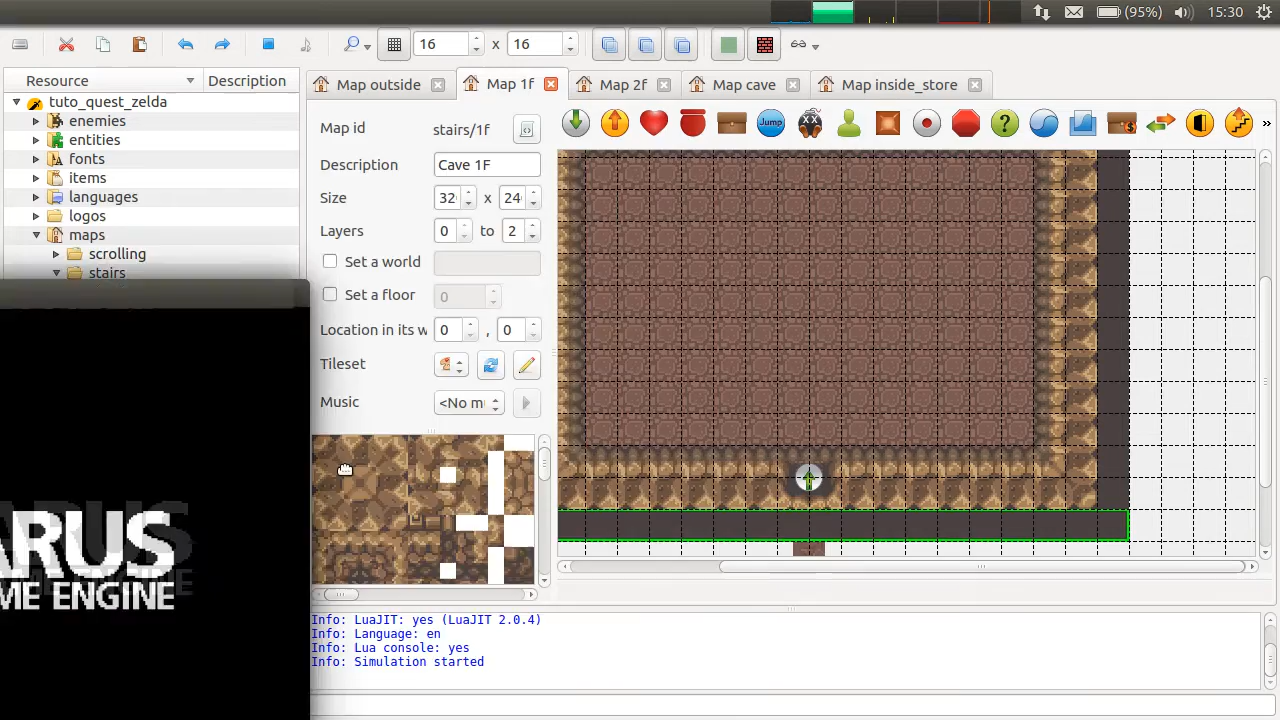 (95%) 15:30
16 x 16
Resource Description
Map outside Map 1f Map 2f Map cave Map inside_store
tuto_quest_zelda
enemies
entities
fonts
items
languages
logos
maps
scrolling
stairs
Map id stairs/1f
Description Cave 1F
Size 32 x 24
Layers 0 to 2
Set a world
Set a floor 0
Location in its w 0 , 0
Tileset
Music <No mu
Jump
»
ARUS
ME ENGINE
Info: LuaJIT: yes (LuaJIT 2.0.4)
Info: Language: en
Info: Lua console: yes
Info: Simulation started